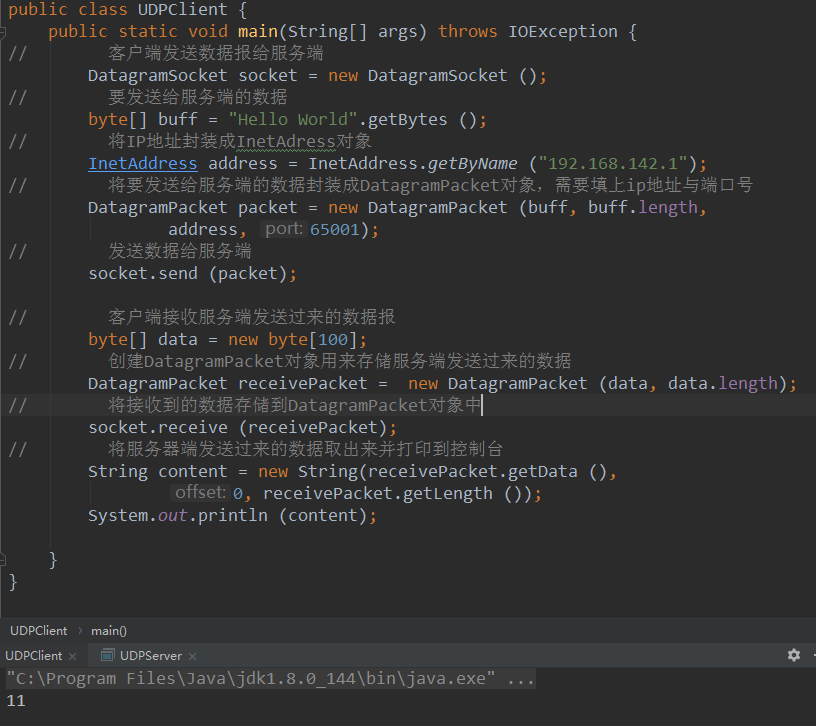 public class UDPClient {
public static void main(String[] args) throws IOException {
// 客户端发送数据报给服务端
DatagramSocket socket = new DatagramSocket ();
// 要发送给服务端的数据
byte[] buff = "Hello World".getBytes ();
// 将IP地址封装成InetAdress对象
InetAddress address = InetAddress.getByName ("192.168.142.1");
// 将要发送给服务端的数据封装成DatagramPacket对象，需要填上ip地址与端口号
DatagramPacket packet = new DatagramPacket (buff, buff.length,
address, port: 65001);
// 发送数据给服务端
socket.send (packet);
// 客户端接收服务端发送过来的数据报
byte[] data = new byte[100];
// 创建DatagramPacket对象用来存储服务端发送过来的数据
DatagramPacket receivePacket = new DatagramPacket (data, data.length);
// 将接收到的数据存储到DatagramPacket对象中
socket.receive (receivePacket);
// 将服务器端发送过来的数据取出来并打印到控制台
String content = new String(receivePacket.getData (),
offset: 0, receivePacket.getLength ());
System.out.println (content);
}
}
UDPClient › main()
UDPClient × UDPServer ×
"C:\Program Files\Java\jdk1.8.0_144\bin\java.exe" ...
11